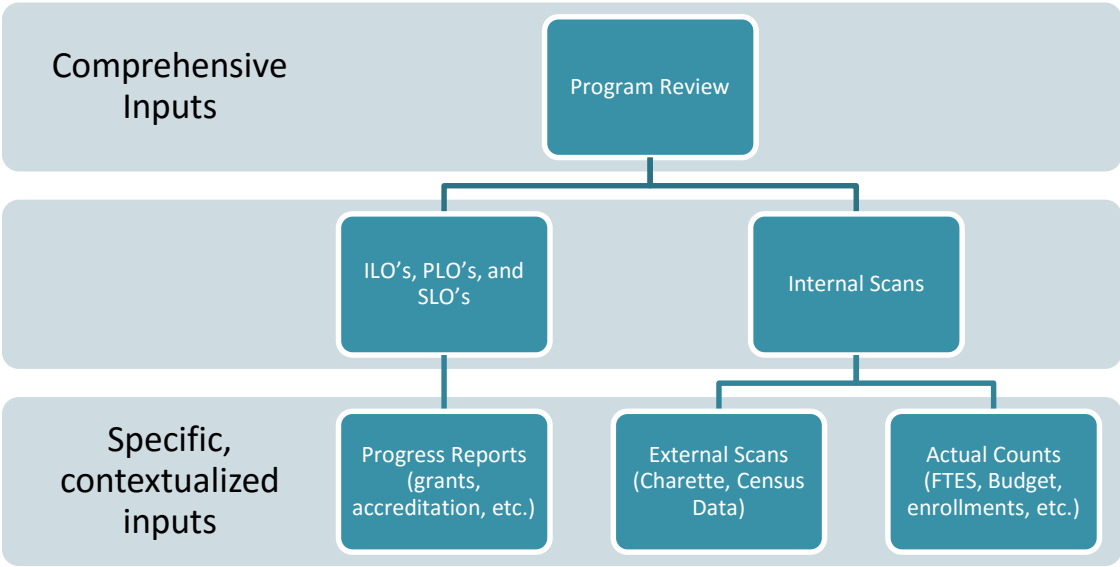 Comprehensive
Inputs
Program Review
ILO’s, PLO’s, and
SLO’s
Internal Scans
Specific,
contextualized
inputs
Progress Reports
(grants,
accreditation, etc.)
External Scans
(Charette, Census
Data)
Actual Counts
(FTES, Budget,
enrollments, etc.)